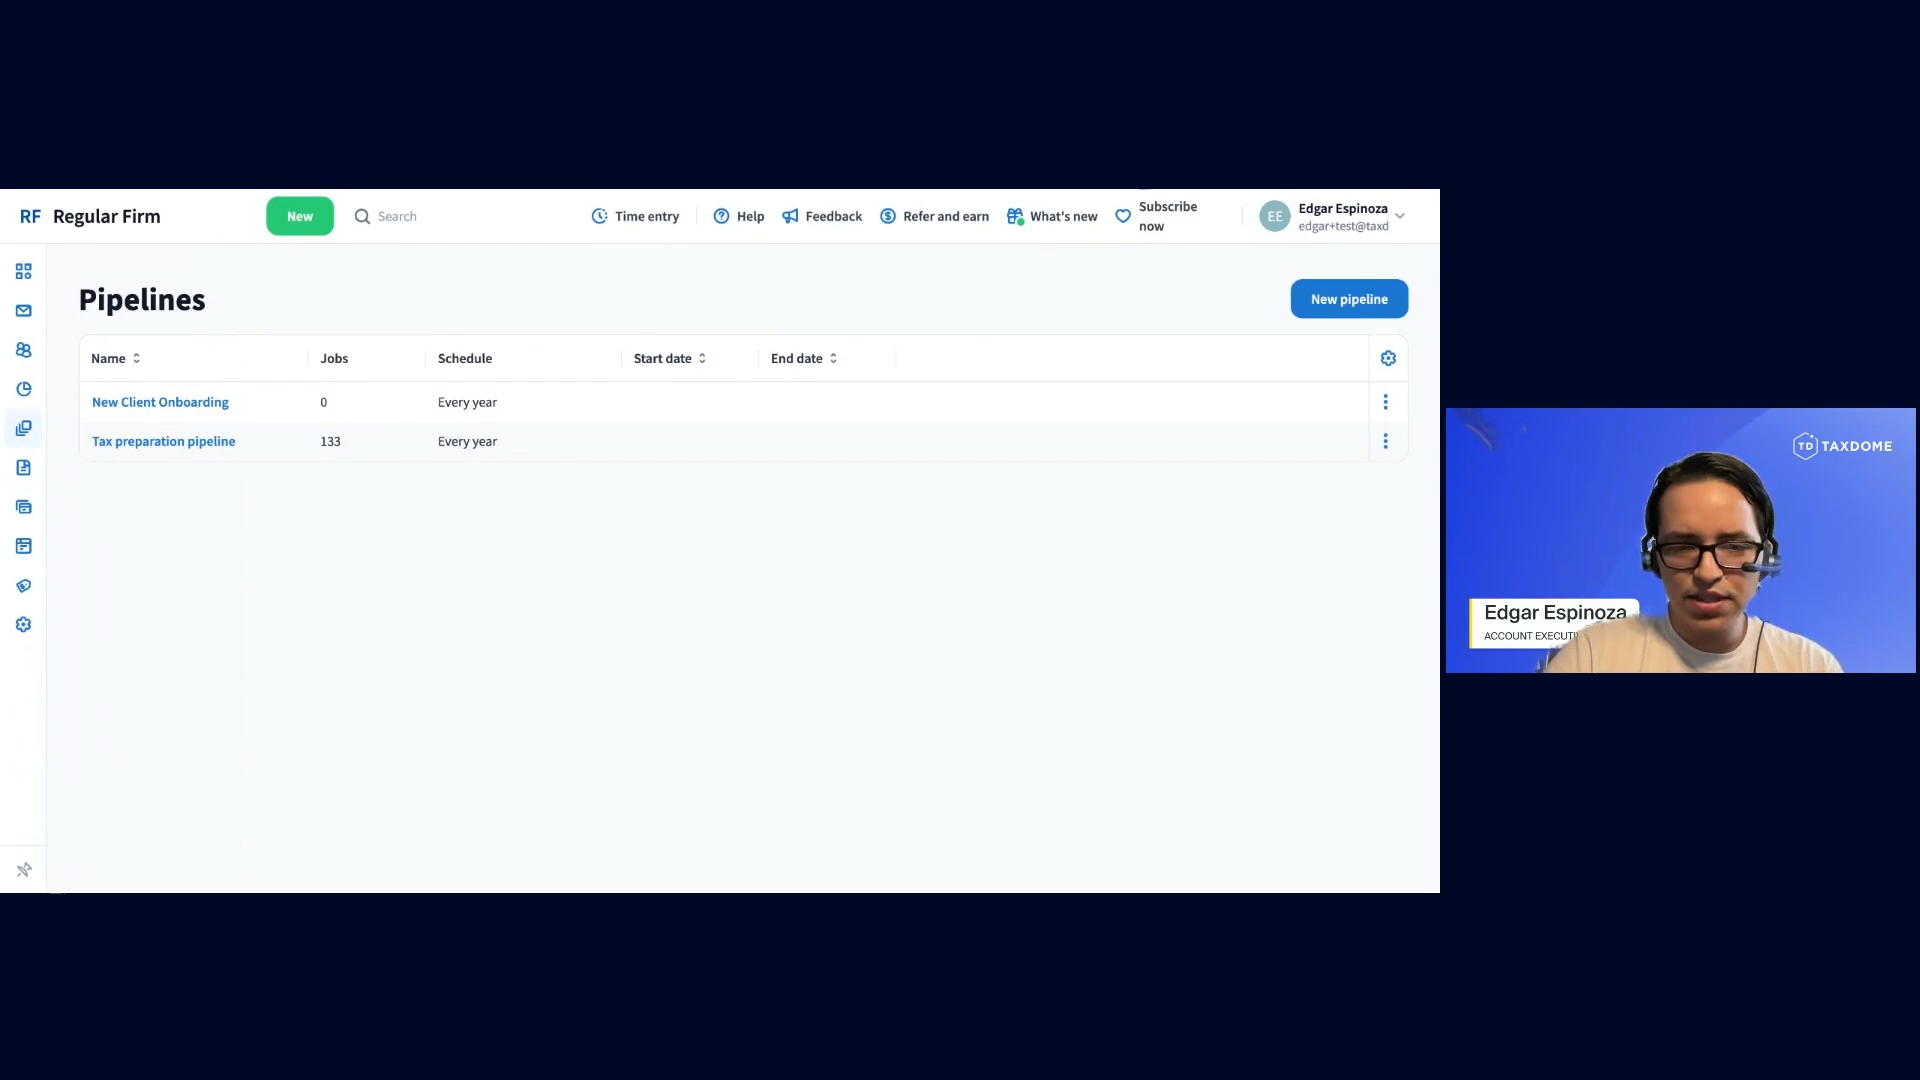 RF Regular Firm New Search Time entry Help Feedback Refer and earn What's new Subscribe now EE Edgar Espinoza
edgar+test@taxd
Pipelines New pipeline
Name Jobs Schedule Start date End date
New Client Onboarding 0 Every year
Tax preparation pipeline 133 Every year
TD TAXDOME
Edgar Espinoza
ACCOUNT EXECUTI